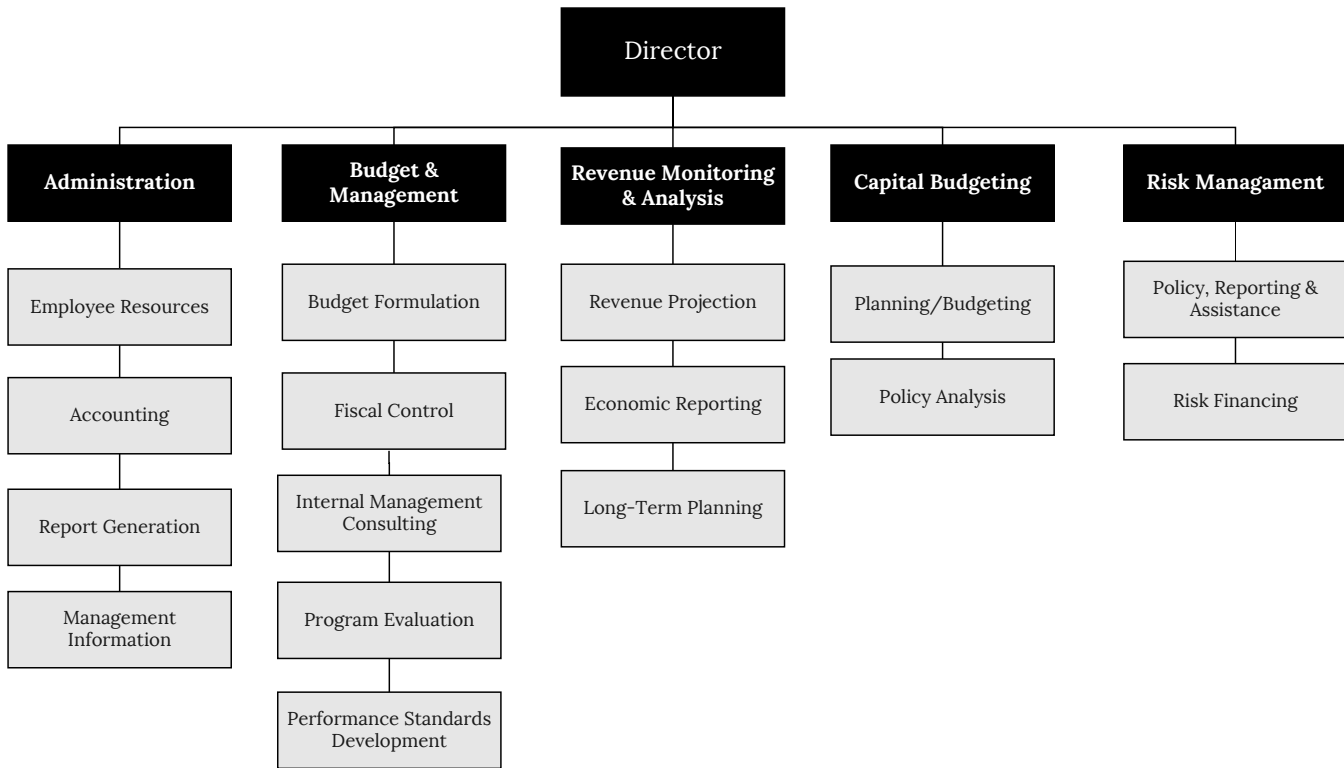 Director
Administration
Employee Resources
Accounting
Report Generation
Management
Information
Budget &
Management
Budget Formulation
Fiscal Control
Internal Management
Consulting
Program Evaluation
Performance Standards
Development
Revenue Monitoring
& Analysis
Revenue Projection
Economic Reporting
Long-Term Planning
Capital Budgeting
Planning/Budgeting
Policy Analysis
Risk Managament
Policy, Reporting &
Assistance
Risk Financing